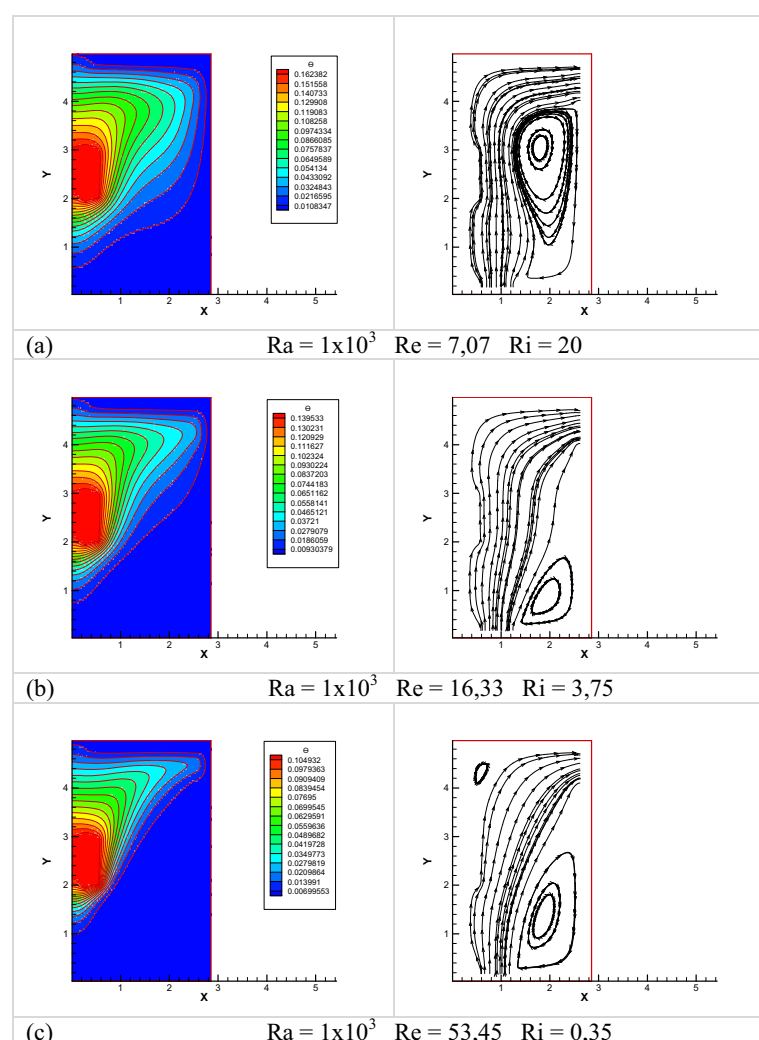 Θ
0.162382
0.151558
0.140733
0.129908
0.119083
0.108258
0.0974334
0.0866085
0.0757837
0.0649589
0.054134
0.0433092
0.0324843
0.0216595
0.0108347
Y
4
3
2
1
1 2 3 4 5
X
Y
4
3
2
1
1 2 3 4 5
X
(a) Ra = 1x10³ Re = 7,07 Ri = 20
Θ
0.139533
0.130231
0.120929
0.111627
0.102324
0.0930224
0.0837203
0.0744183
0.0651162
0.0558141
0.0465121
0.03721
0.0279079
0.0186059
0.00930379
Y
4
3
2
1
1 2 3 4 5
X
Y
4
3
2
1
1 2 3 4 5
X
(b) Ra = 1x10³ Re = 16,33 Ri = 3,75
Θ
0.104932
0.0979363
0.0909409
0.0839454
0.07695
0.0699545
0.0629591
0.0559636
0.0489682
0.0419728
0.0349773
0.0279819
0.0209864
0.013991
0.00699553
Y
4
3
2
1
1 2 3 4 5
X
Y
4
3
2
1
1 2 3 4 5
X
(c) Ra = 1x10³ Re = 53,45 Ri = 0,35